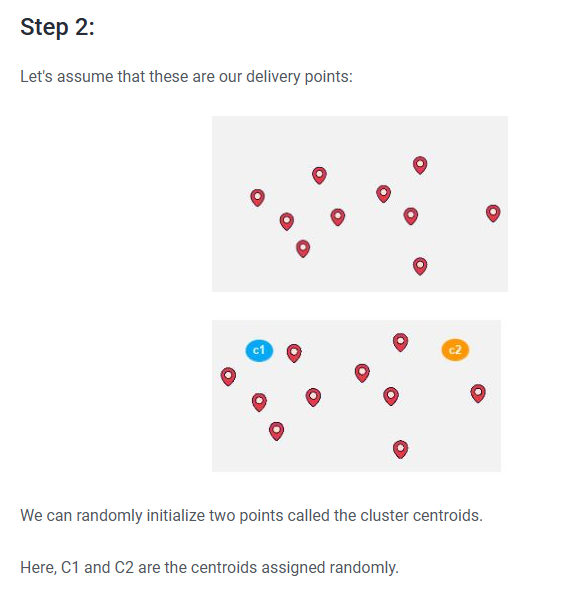 Step 2:
Let's assume that these are our delivery points:
c1
c2
We can randomly initialize two points called the cluster centroids.
Here, C1 and C2 are the centroids assigned randomly.